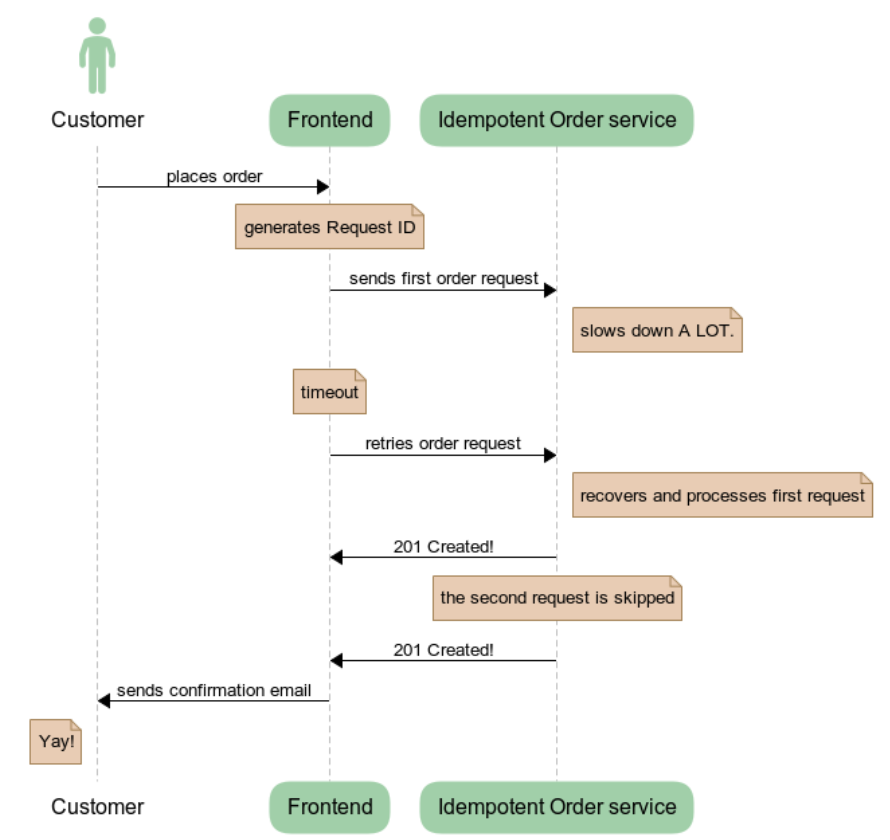 Customer
Frontend
Idempotent Order service
places order
generates Request ID
sends first order request
slows down A LOT.
timeout
retries order request
recovers and processes first request
201 Created!
the second request is skipped
201 Created!
sends confirmation email
Yay!
Customer
Frontend
Idempotent Order service